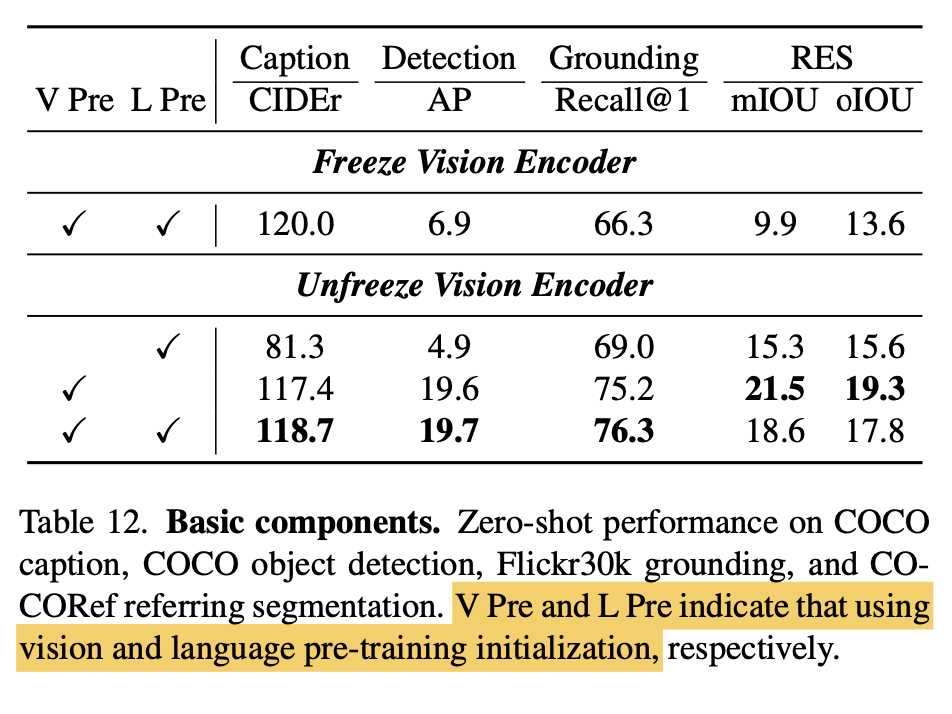 Caption Detection Grounding RES
V Pre L Pre CIDEr AP Recall@1 mIOU oIOU
Freeze Vision Encoder
✓ ✓ 120.0 6.9 66.3 9.9 13.6
Unfreeze Vision Encoder
✓ 81.3 4.9 69.0 15.3 15.6
✓ 117.4 19.6 75.2 21.5 19.3
✓ ✓ 118.7 19.7 76.3 18.6 17.8
Table 12. Basic components. Zero-shot performance on COCO
caption, COCO object detection, Flickr30k grounding, and CO-
CORef referring segmentation. V Pre and L Pre indicate that using
vision and language pre-training initialization, respectively.